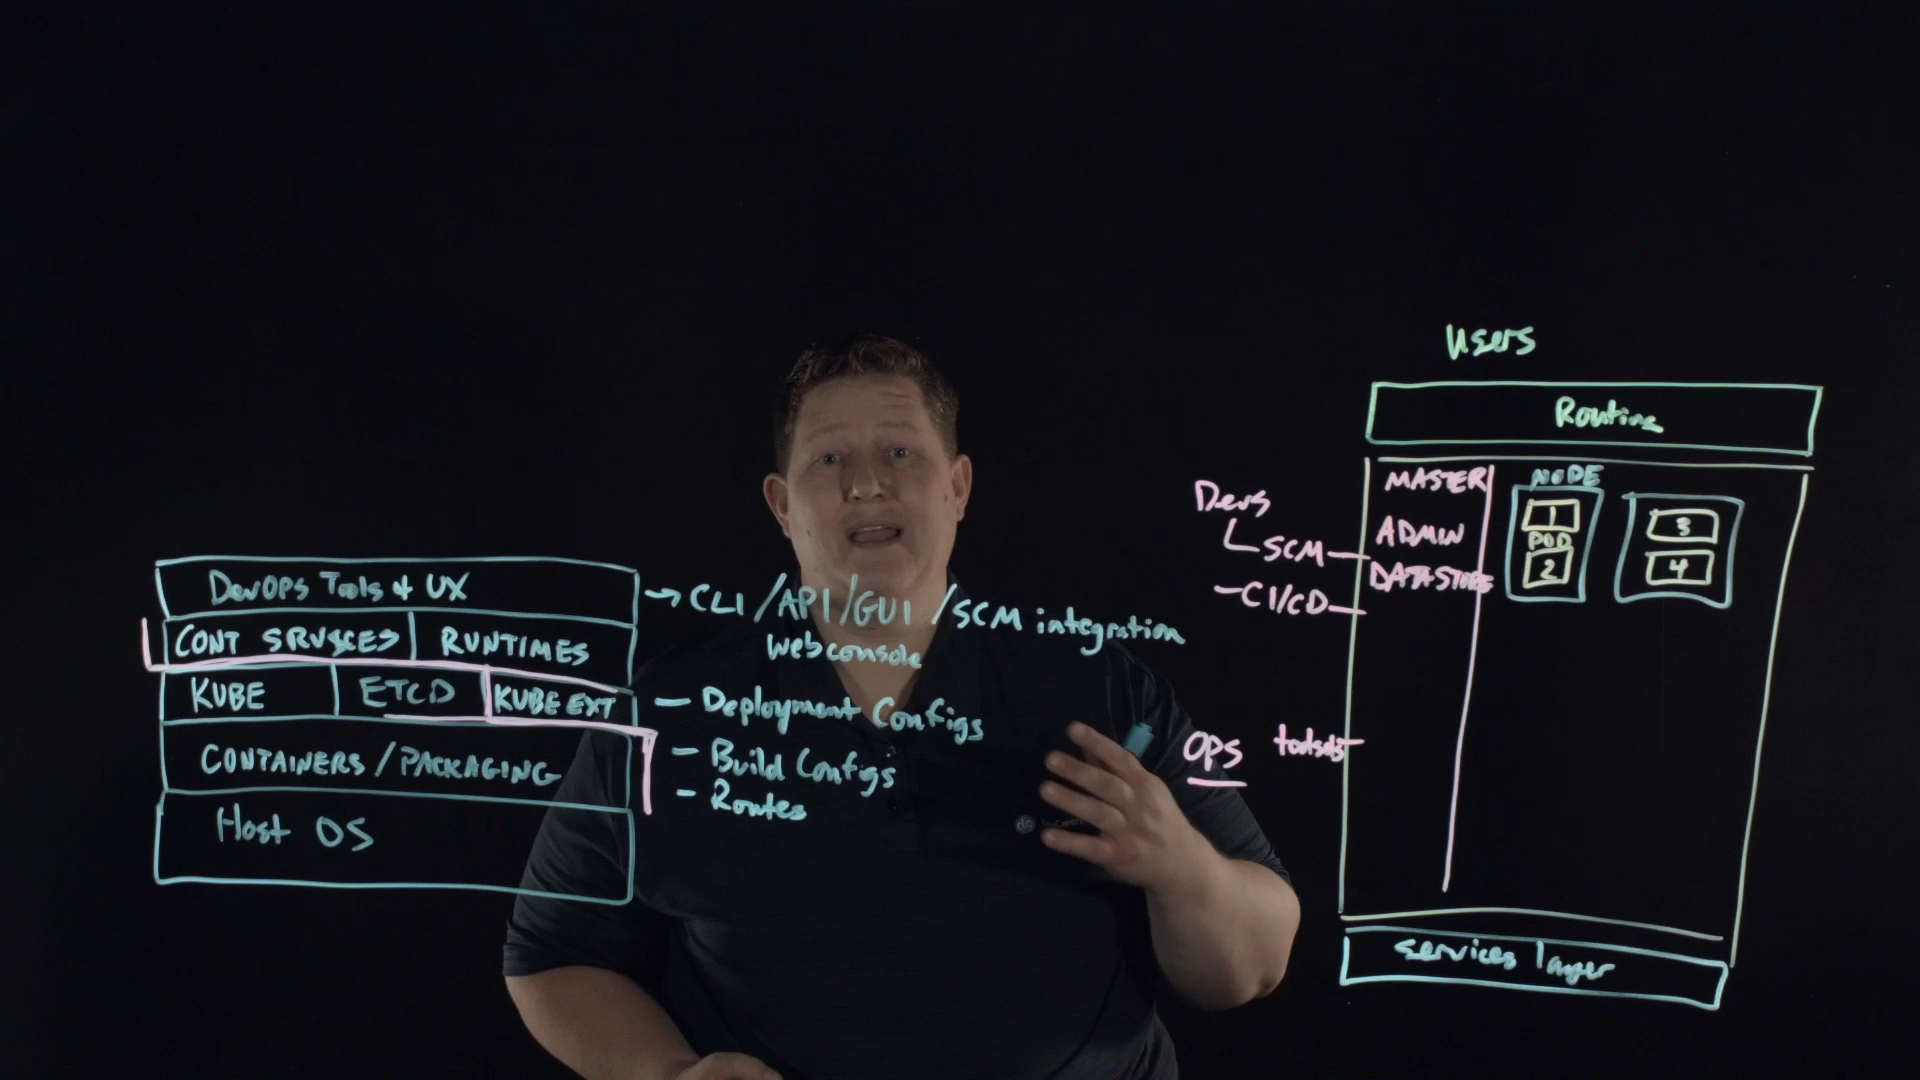 DevOps Tools & UX
CONT SRVSCES
RUNTIMES
KUBE
ETCD
KUBE EXT
CONTAINERS / PACKAGING
Host OS
→ CLI / API / GUI / SCM integration
Webconsole
- Deployment Configs
- Build Configs
- Routes
Devs
SCM
- CI/CD
OPS
toolsets
Users
Routing
MASTER
ADMIN
DATASTORE
NODE
1
POD
2
3
4
services layer